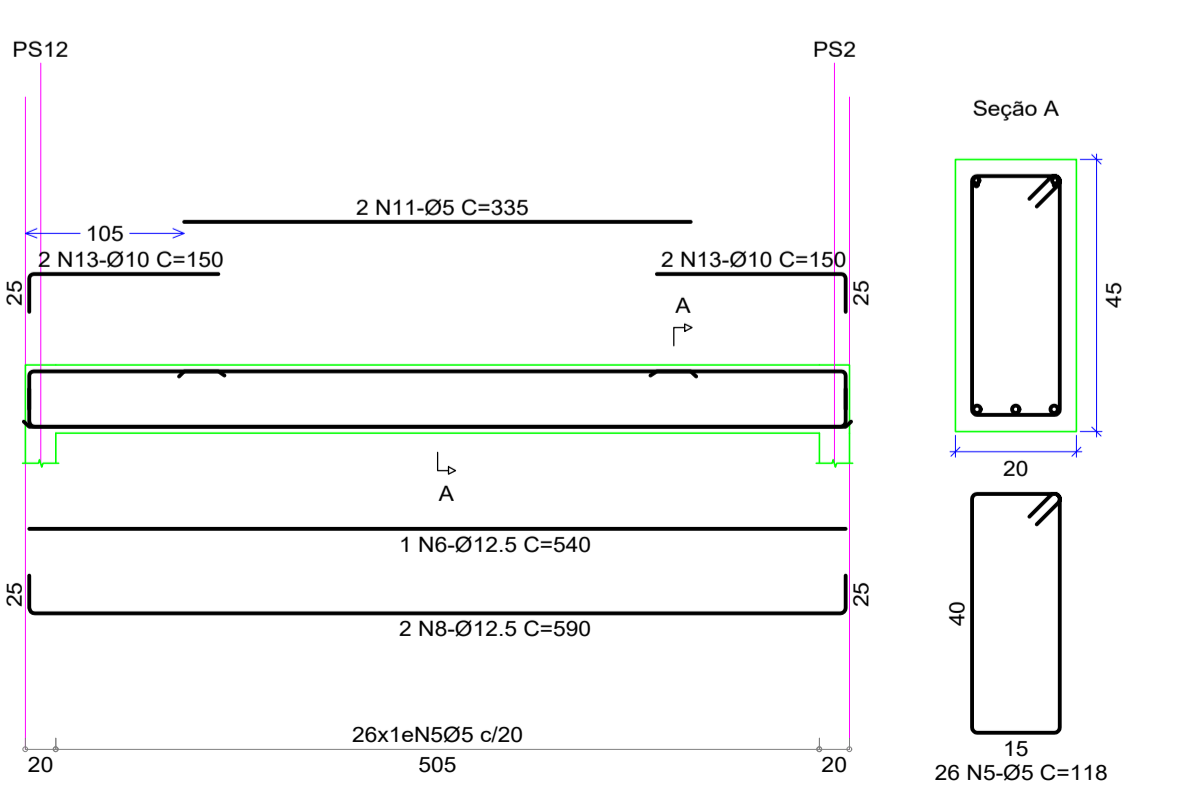 PS12
PS2
Seção A
2 N11-Ø5 C=335
105
2 N13-Ø10 C=150
2 N13-Ø10 C=150
25
25
A
45
A
20
1 N6-Ø12.5 C=540
25
25
2 N8-Ø12.5 C=590
40
26x1eN5Ø5 c/20
20
505
20
15
26 N5-Ø5 C=118